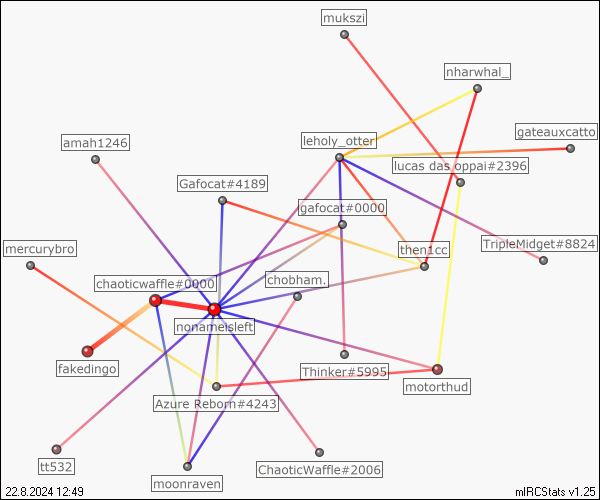 mukszi
nharwhal_
gateauxcatto
amah1246
leholy_otter
lucas das oppai#2396
Gafocat#4189
gafocat#0000
mercurybro
then1cc
TripleMidget#8824
chaoticwaffle#0000
chobham.
nonameisleft
fakedingo
Thinker#5995
motorthud
Azure Reborn#4243
tt532
ChaoticWaffle#2006
moonraven
22.8.2024 12:49
mIRCStats v1.25